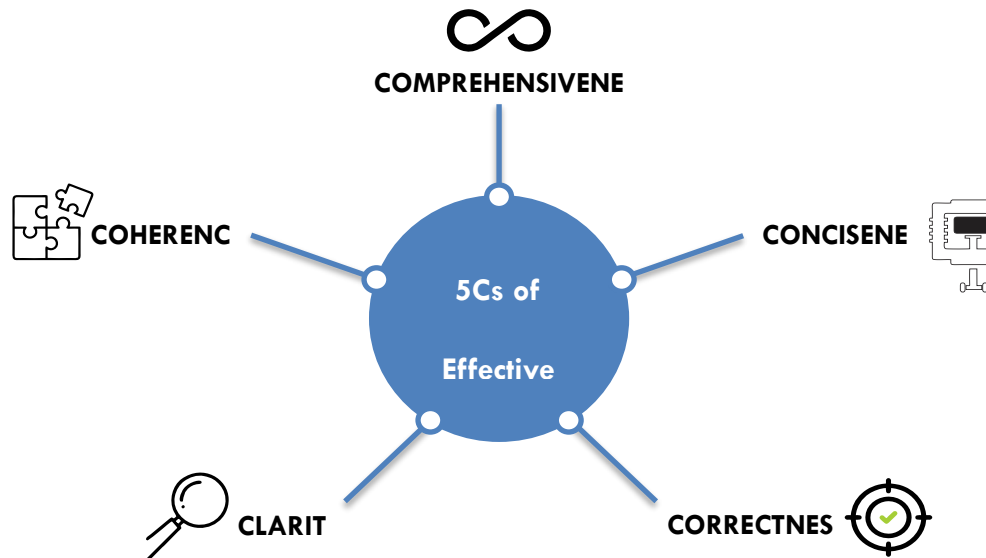 COMPREHENSIVENE
COHERENC
CONCISENE
5Cs of
Effective
CLARIT
CORRECTNES